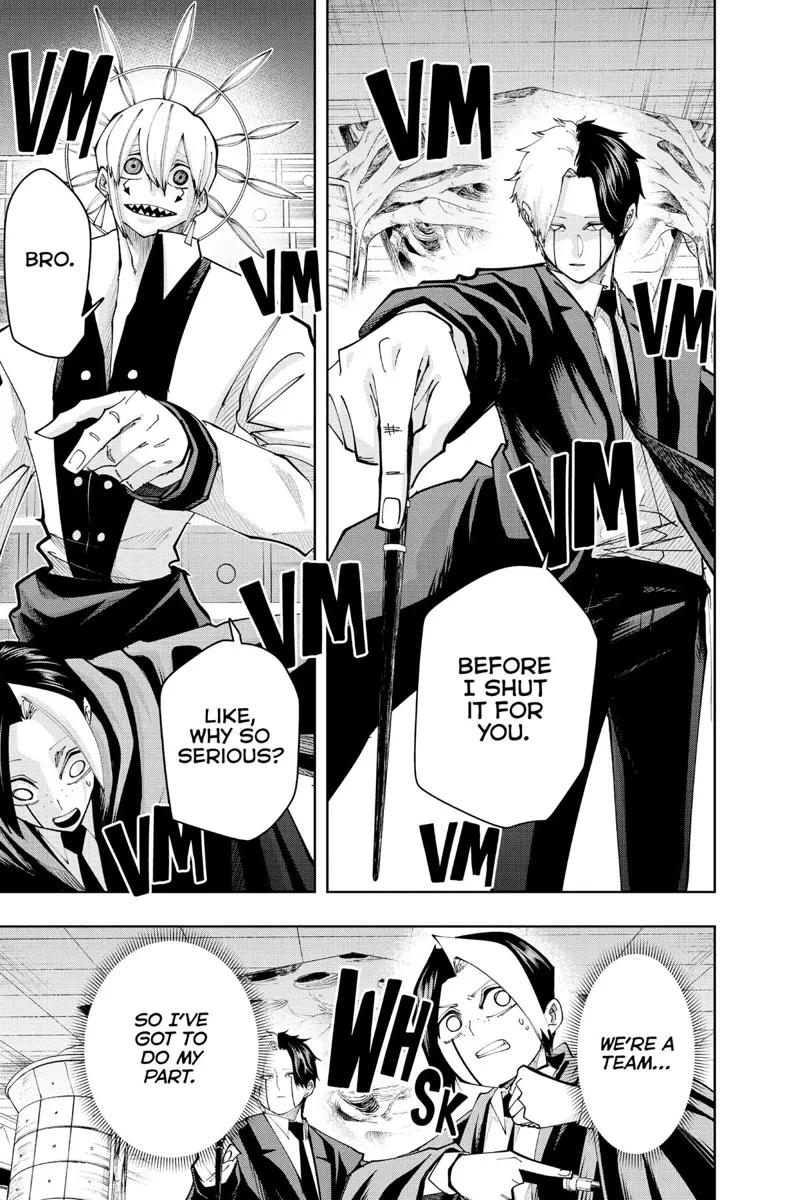 VM
VM
VM
BEFORE
I SHUT
IT FOR
YOU.
VM
VM
VM
BRO.
VM
VM
LIKE,
WHY SO
SERIOUS?
VM
WE'RE A
TEAM...
WHSK
SO I'VE
GOT TO
DO MY
PART.